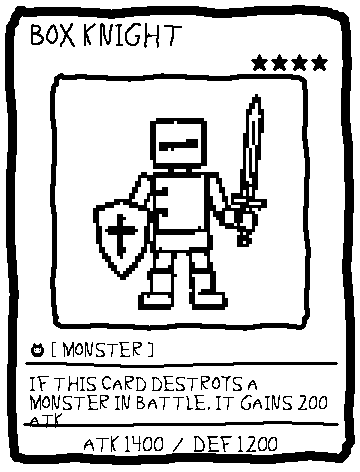 BOX KNIGHT
★★★★
[ MONSTER ]
IF THIS CARD DESTROYS A
MONSTER IN BATTLE, IT GAINS 200
ATK
ATK 1400 / DEF 1200